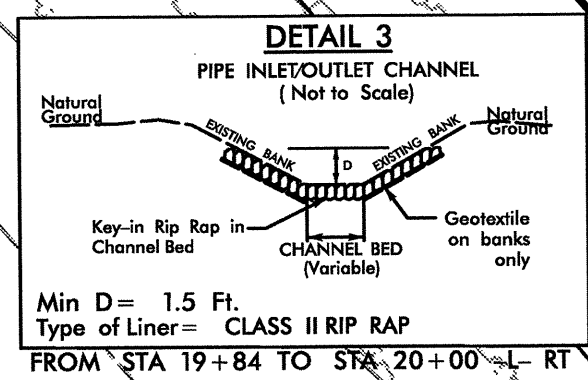 DETAIL 3
PIPE INLET/OUTLET CHANNEL
( Not to Scale)
Natural
Ground
EXISTING BANK
D
EXISTING BANK
Natural
Ground
Key-in Rip Rap in
Channel Bed
CHANNEL BED
(Variable)
Geotextile
on banks
only
Min D= 1.5 Ft.
Type of Liner= CLASS II RIP RAP
FROM STA 19+84 TO STA 20+00 -L- RT